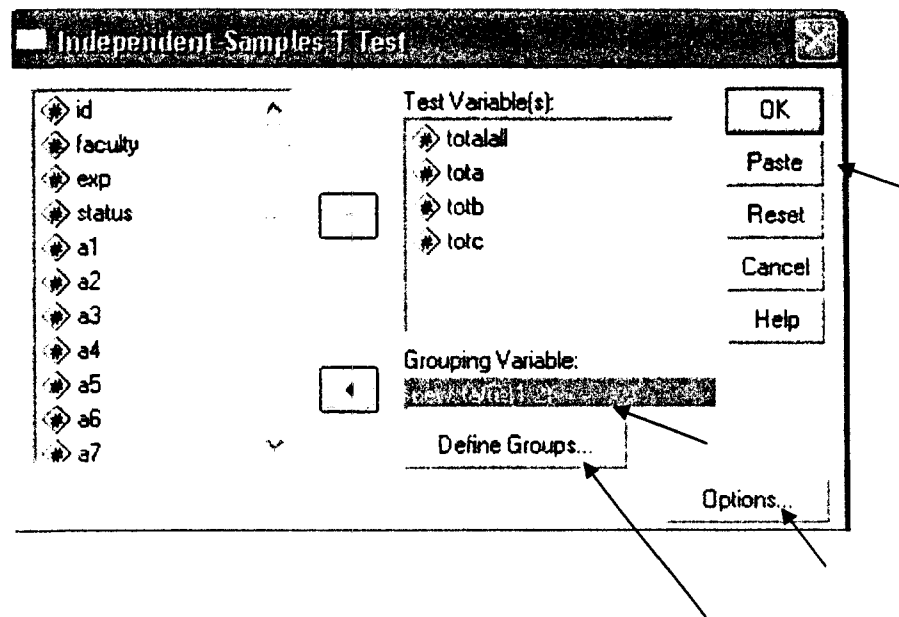 Independent-Samples T Test
id
faculty
exp
status
a1
a2
a3
a4
a5
a6
a7
Test Variable(s):
totalall
tota
totb
totc
Grouping Variable:
Define Groups...
OK
Paste
Reset
Cancel
Help
Options...